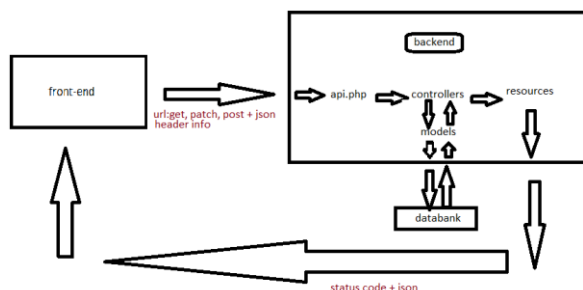 backend
front-end
api.php
controllers
resources
url:get, patch, post + json
header info
models
databank
status code + json